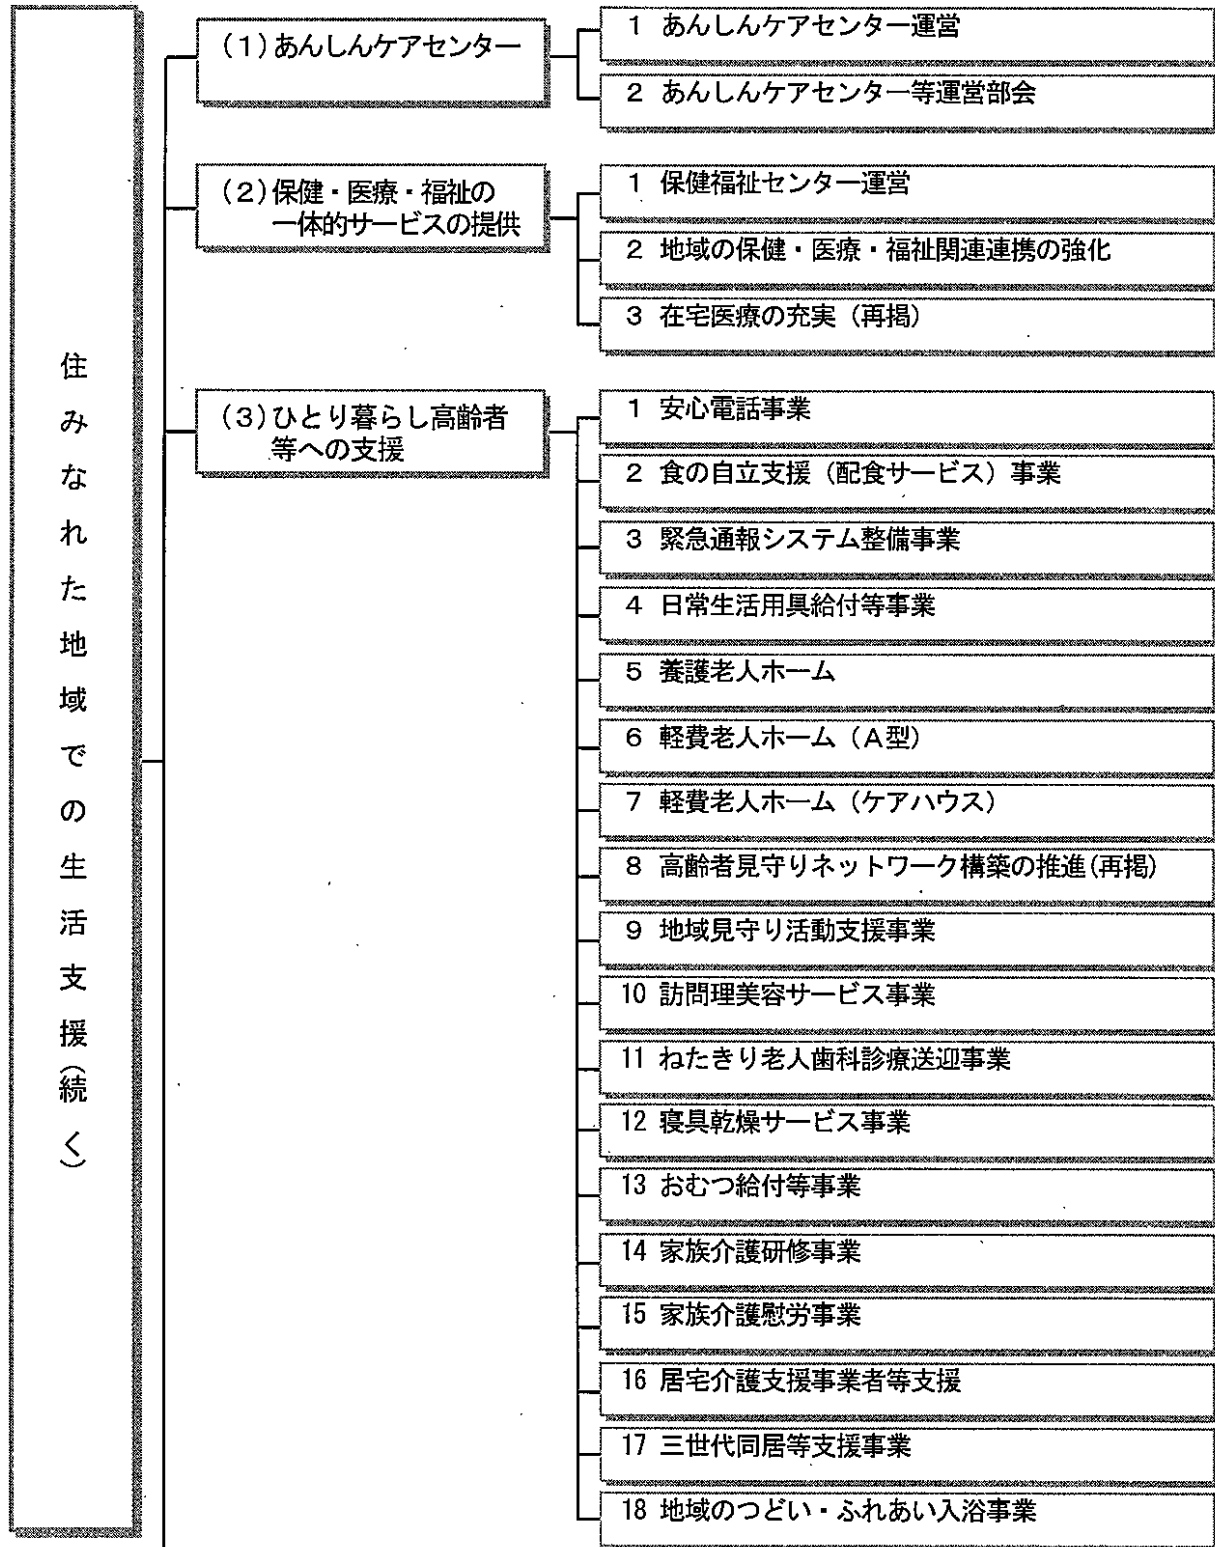 住みなれた地域での生活支援（続く）
(1)あんしんケアセンター
1 あんしんケアセンター運営
2 あんしんケアセンター等運営部会
(2)保健・医療・福祉の
一体的サービスの提供
1 保健福祉センター運営
2 地域の保健・医療・福祉関連連携の強化
3 在宅医療の充実（再掲）
(3)ひとり暮らし高齢者
等への支援
1 安心電話事業
2 食の自立支援（配食サービス）事業
3 緊急通報システム整備事業
4 日常生活用具給付等事業
5 養護老人ホーム
6 軽費老人ホーム（A型）
7 軽費老人ホーム（ケアハウス）
8 高齢者見守りネットワーク構築の推進(再掲)
9 地域見守り活動支援事業
10 訪問理美容サービス事業
11 ねたきり老人歯科診療送迎事業
12 寝具乾燥サービス事業
13 おむつ給付等事業
14 家族介護研修事業
15 家族介護慰労事業
16 居宅介護支援事業者等支援
17 三世代同居等支援事業
18 地域のつどい・ふれあい入浴事業